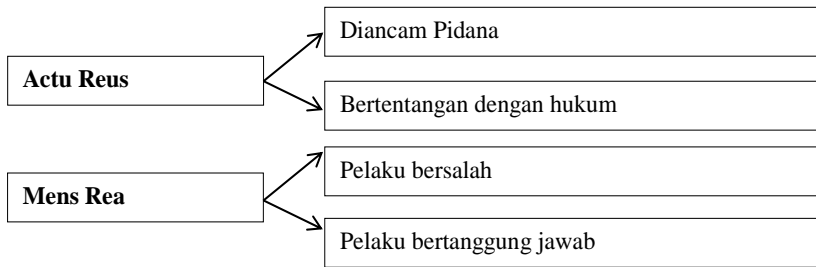 Diancam Pidana
Actu Reus
Bertentangan dengan hukum
Pelaku bersalah
Mens Rea
Pelaku bertanggung jawab